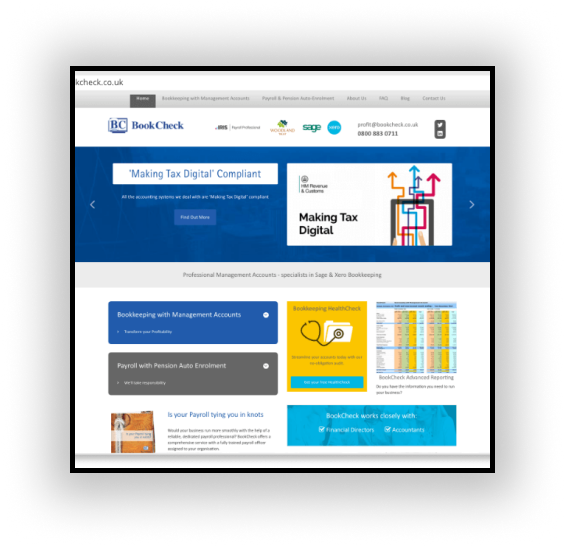 kcheck.co.uk
Home Bookkeeping with Management Accounts Payroll & Pension Auto Enrolment About Us FAQ Blog Contact Us
BC BookCheck
Payroll Professional
WOODLAND
sage
xero
profit@bookcheck.co.uk
0800 883 0711
'Making Tax Digital' Compliant
All the accounting systems we deal with are 'Making Tax Digital' compliant
Find Out More
HM Revenue
& Customs
Making Tax
Digital
Professional Management Accounts - specialists in Sage & Xero Bookkeeping
Bookkeeping with Management Accounts
Transform your Profitability
Payroll with Pension Auto Enrolment
We'll take responsibility
Bookkeeping HealthCheck
Streamline your accounts today with our
no obligation audit
BookCheck Advanced Reporting
Do you have the information you need to run
your business?
Is your Payroll tying you in knots
Would your business run more smoothly with the help of a
reliable, dedicated payroll professional? BookCheck offers a
comprehensive service with a fully trained payroll officer
assigned to your organisation.
BookCheck works closely with:
Financial Directors Accountants